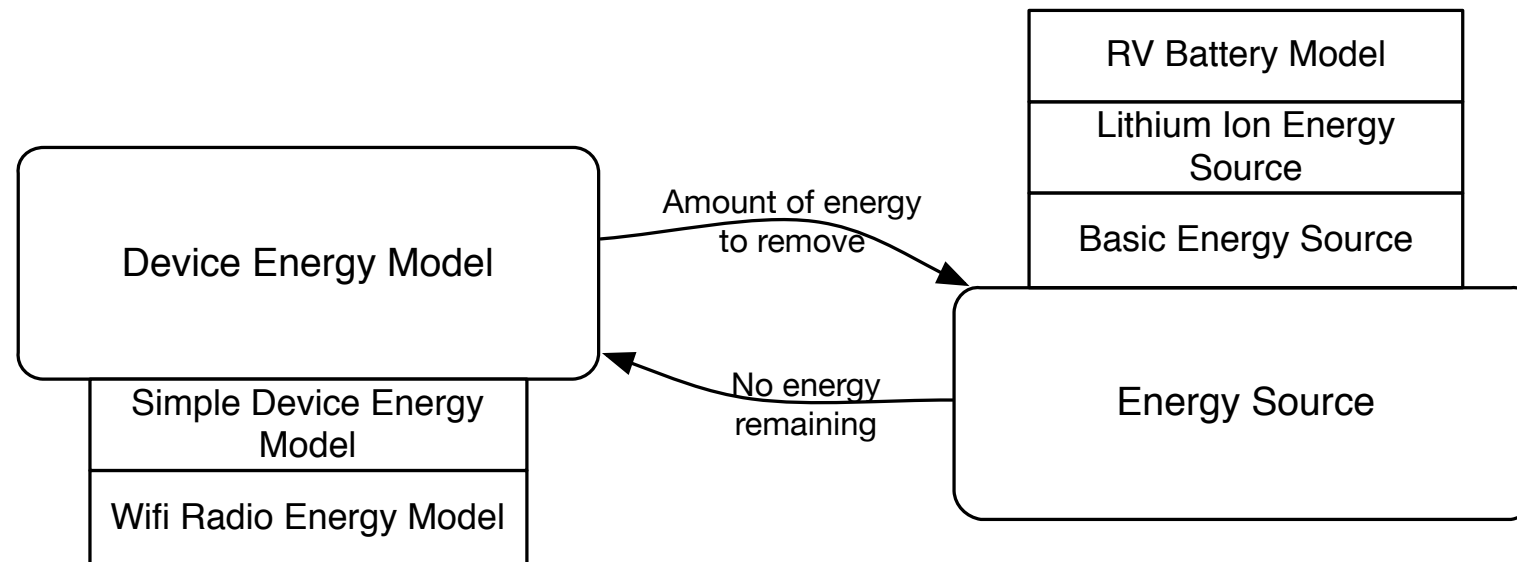 RV Battery Model
Lithium Ion Energy
Source
Basic Energy Source
Device Energy Model
Amount of energy
to remove
No energy
remaining
Energy Source
Simple Device Energy
Model
Wifi Radio Energy Model